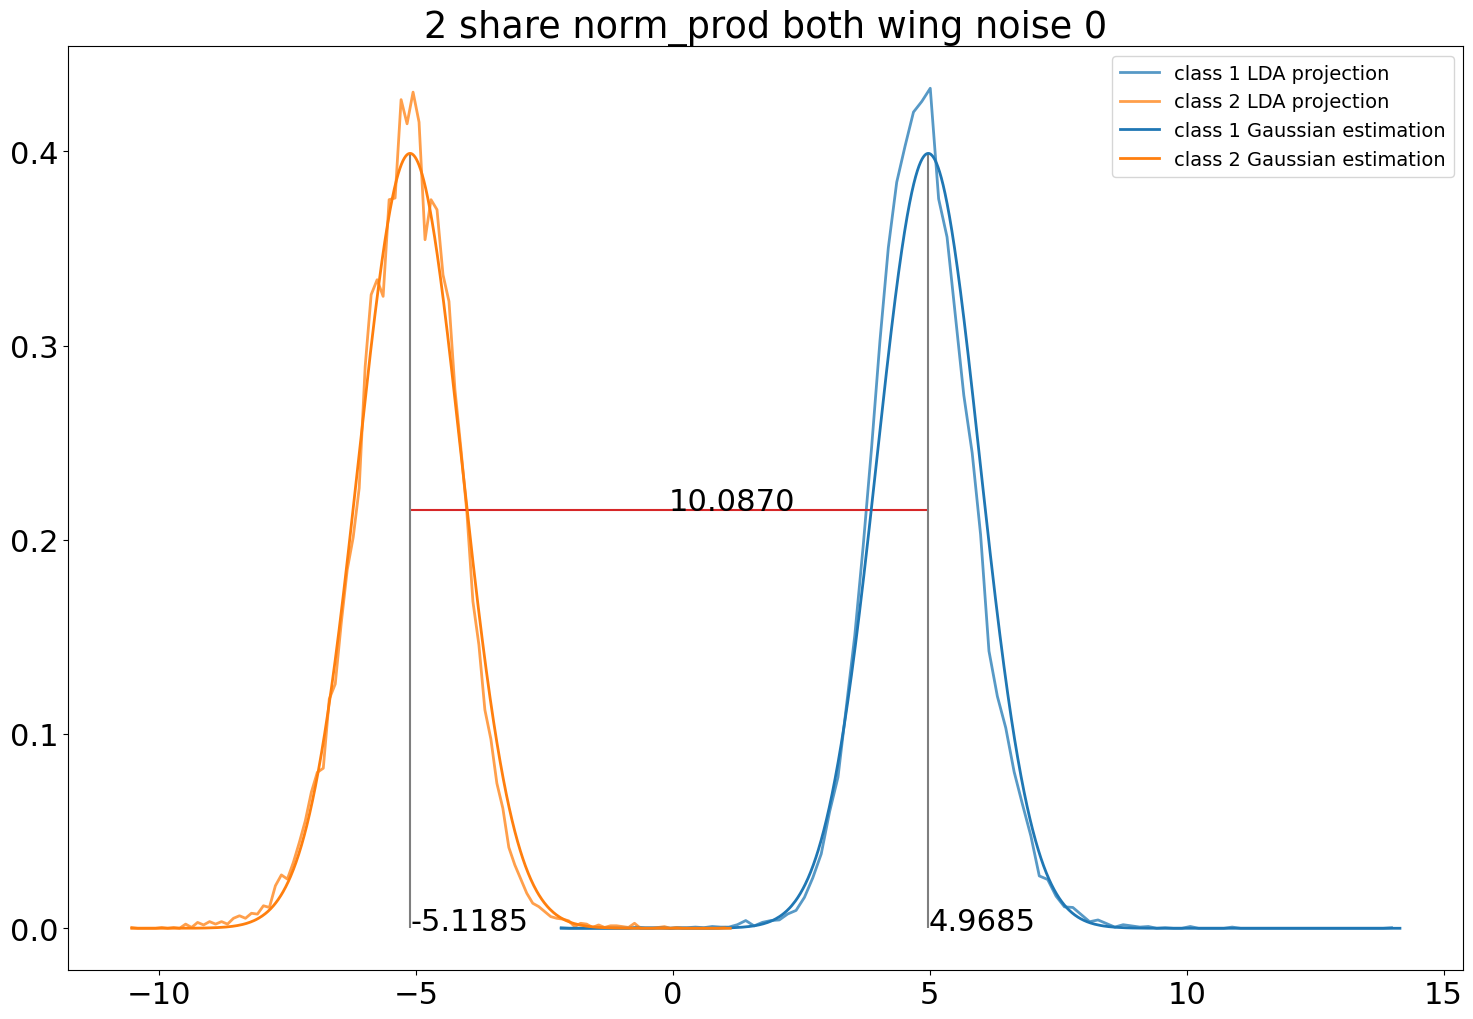 2 share norm_prod both wing noise 0
class 1 LDA projection
class 2 LDA projection
class 1 Gaussian estimation
class 2 Gaussian estimation
0.4
0.3
0.2
0.1
0.0
10.0870
-5.1185
4.9685
−10
−5
0
5
10
15